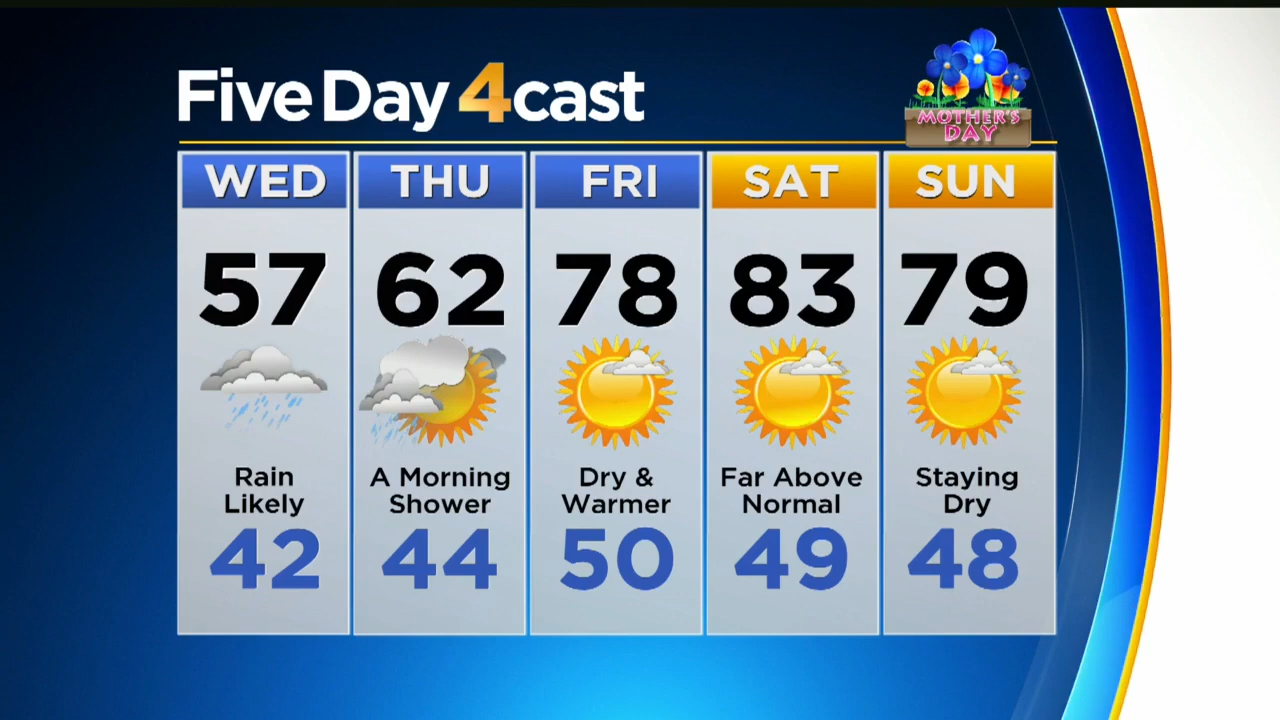 Five Day 4cast
MOTHER'S
DAY
WED THU FRI SAT SUN
57 62 78 83 79
Rain
Likely
A Morning
Shower
Dry &
Warmer
Far Above
Normal
Staying
Dry
42 44 50 49 48